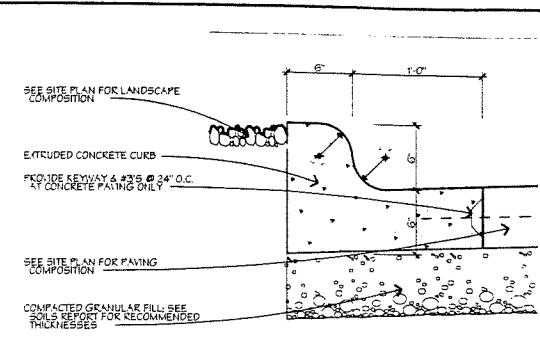 6"
1'-0"
SEE SITE PLAN FOR LANDSCAPE
COMPOSITION
EXTRUDED CONCRETE CURB
PROVIDE KEYWAY & #3'S @ 24" O.C.
AT CONCRETE PAVING ONLY
6"
6"
SEE SITE PLAN FOR PAVING
COMPOSITION
COMPACTED GRANULAR FILL; SEE
SOILS REPORT FOR RECOMMENDED
THICKNESSES